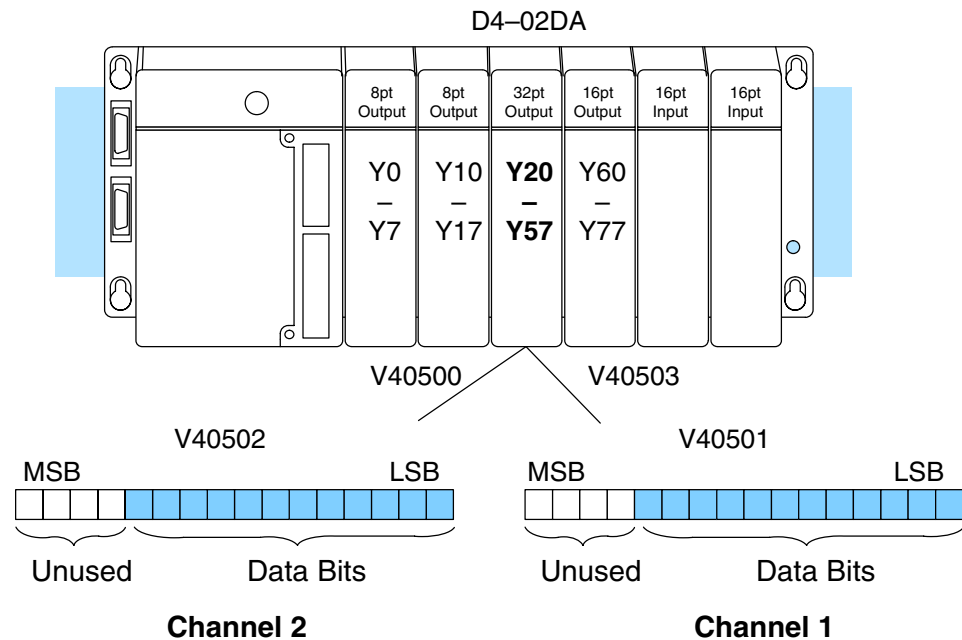 D4–02DA
8pt Output
8pt Output
32pt Output
16pt Output
16pt Input
16pt Input
Y0 – Y7
Y10 – Y17
Y20 – Y57
Y60 – Y77
V40500 V40503
V40502 V40501
MSB LSB MSB LSB
Unused Data Bits Unused Data Bits
Channel 2 Channel 1